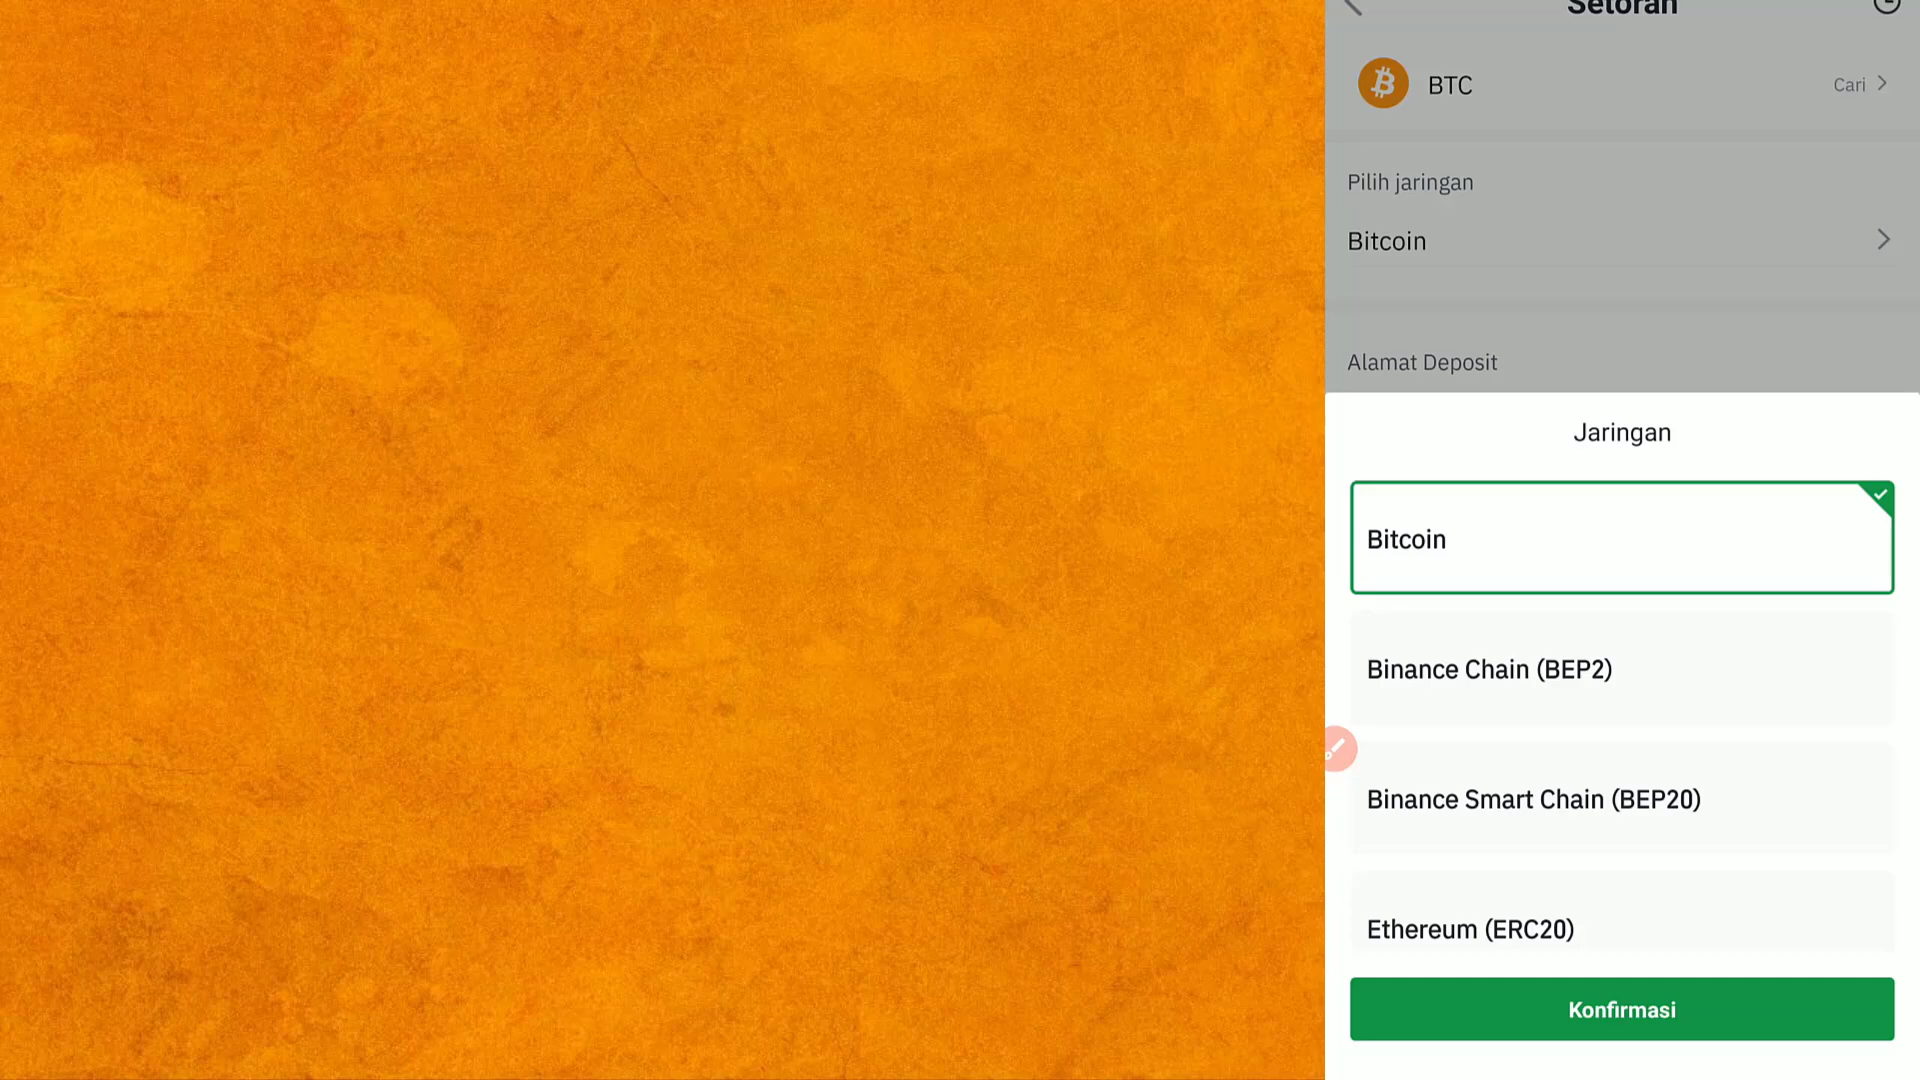 Setoran
BTC
Cari
Pilih jaringan
Bitcoin
Alamat Deposit
Jaringan
Bitcoin
Binance Chain (BEP2)
Binance Smart Chain (BEP20)
Ethereum (ERC20)
Konfirmasi